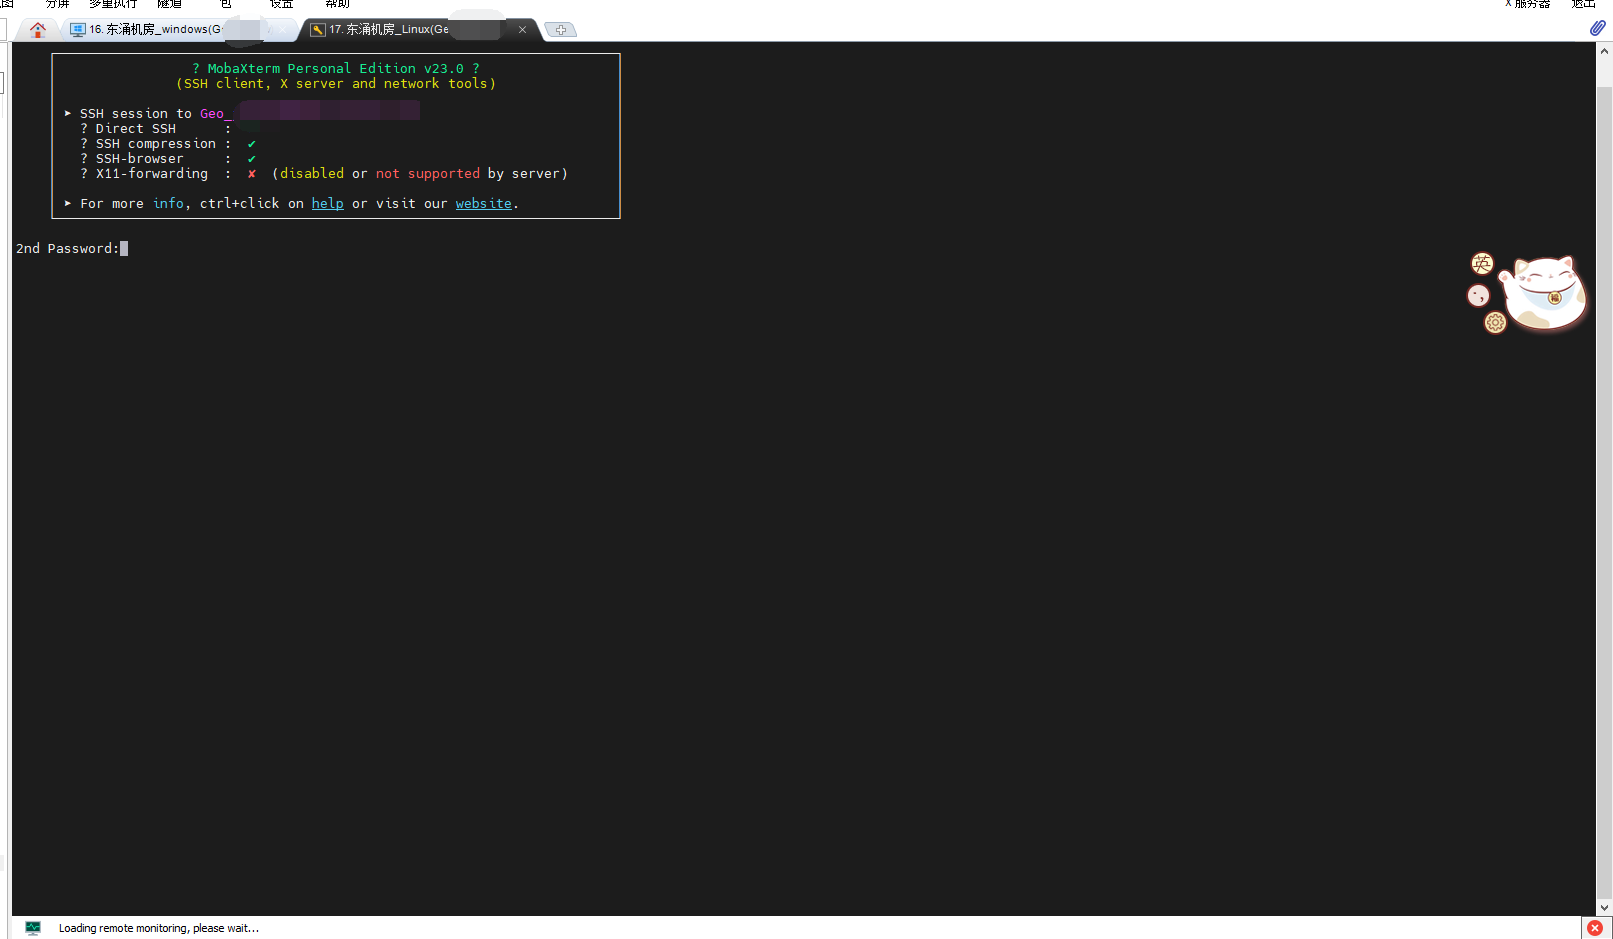 分屏 多重执行 隧道 包 设置 帮助 X 服务器 退出
16. 东涌机房_windows(G 17. 东涌机房_Linux(Ge
? MobaXterm Personal Edition v23.0 ?
(SSH client, X server and network tools)
➤ SSH session to Geo_
? Direct SSH :
? SSH compression : ✔
? SSH-browser : ✔
? X11-forwarding : ✘ (disabled or not supported by server)
➤ For more info, ctrl+click on help or visit our website.
2nd Password:
英
福
Loading remote monitoring, please wait...